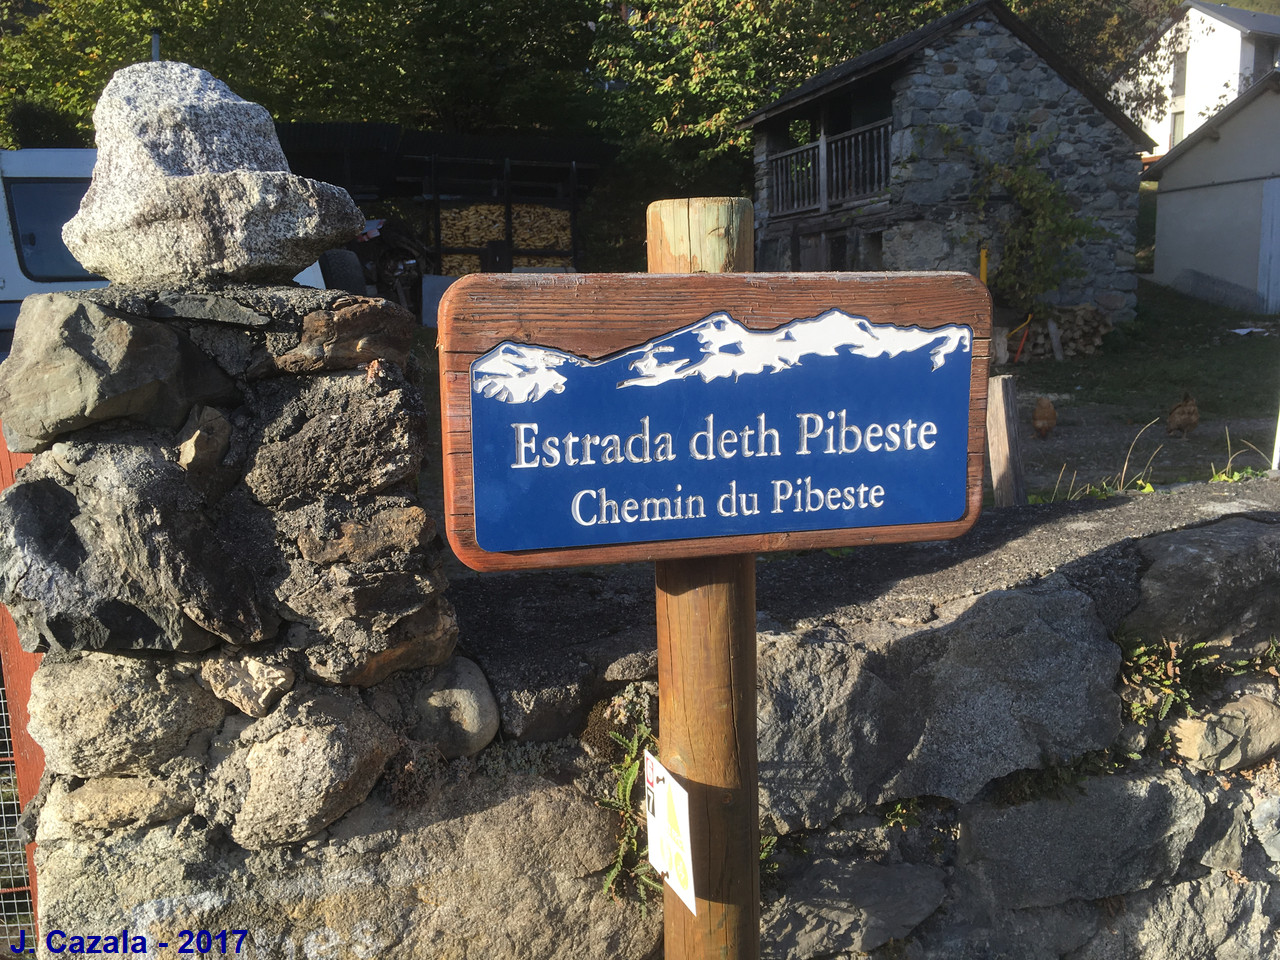 Estrada deth Pibeste
Chemin du Pibeste
J. Cazala - 2017